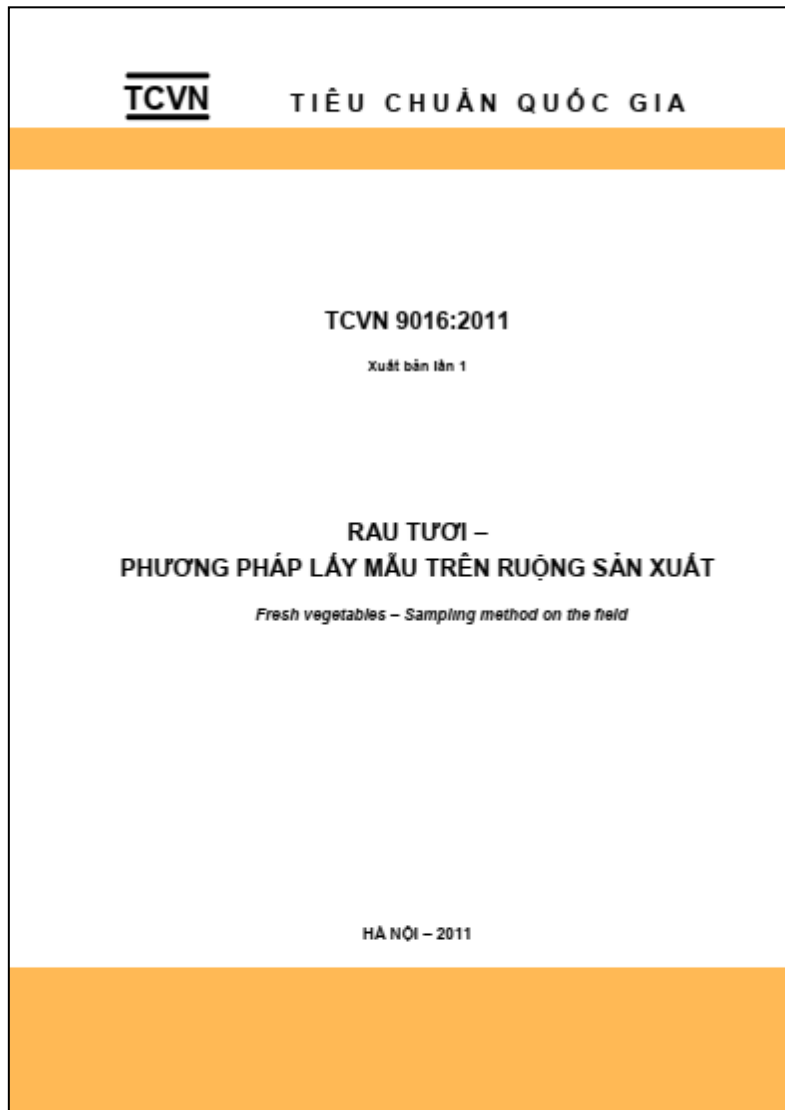 TCVN TIÊU CHUẨN QUỐC GIA
TCVN 9016:2011
Xuất bản lần 1
RAU TƯƠI –
PHƯƠNG PHÁP LẤY MẪU TRÊN RUỘNG SẢN XUẤT
Fresh vegetables – Sampling method on the field
HÀ NỘI – 2011